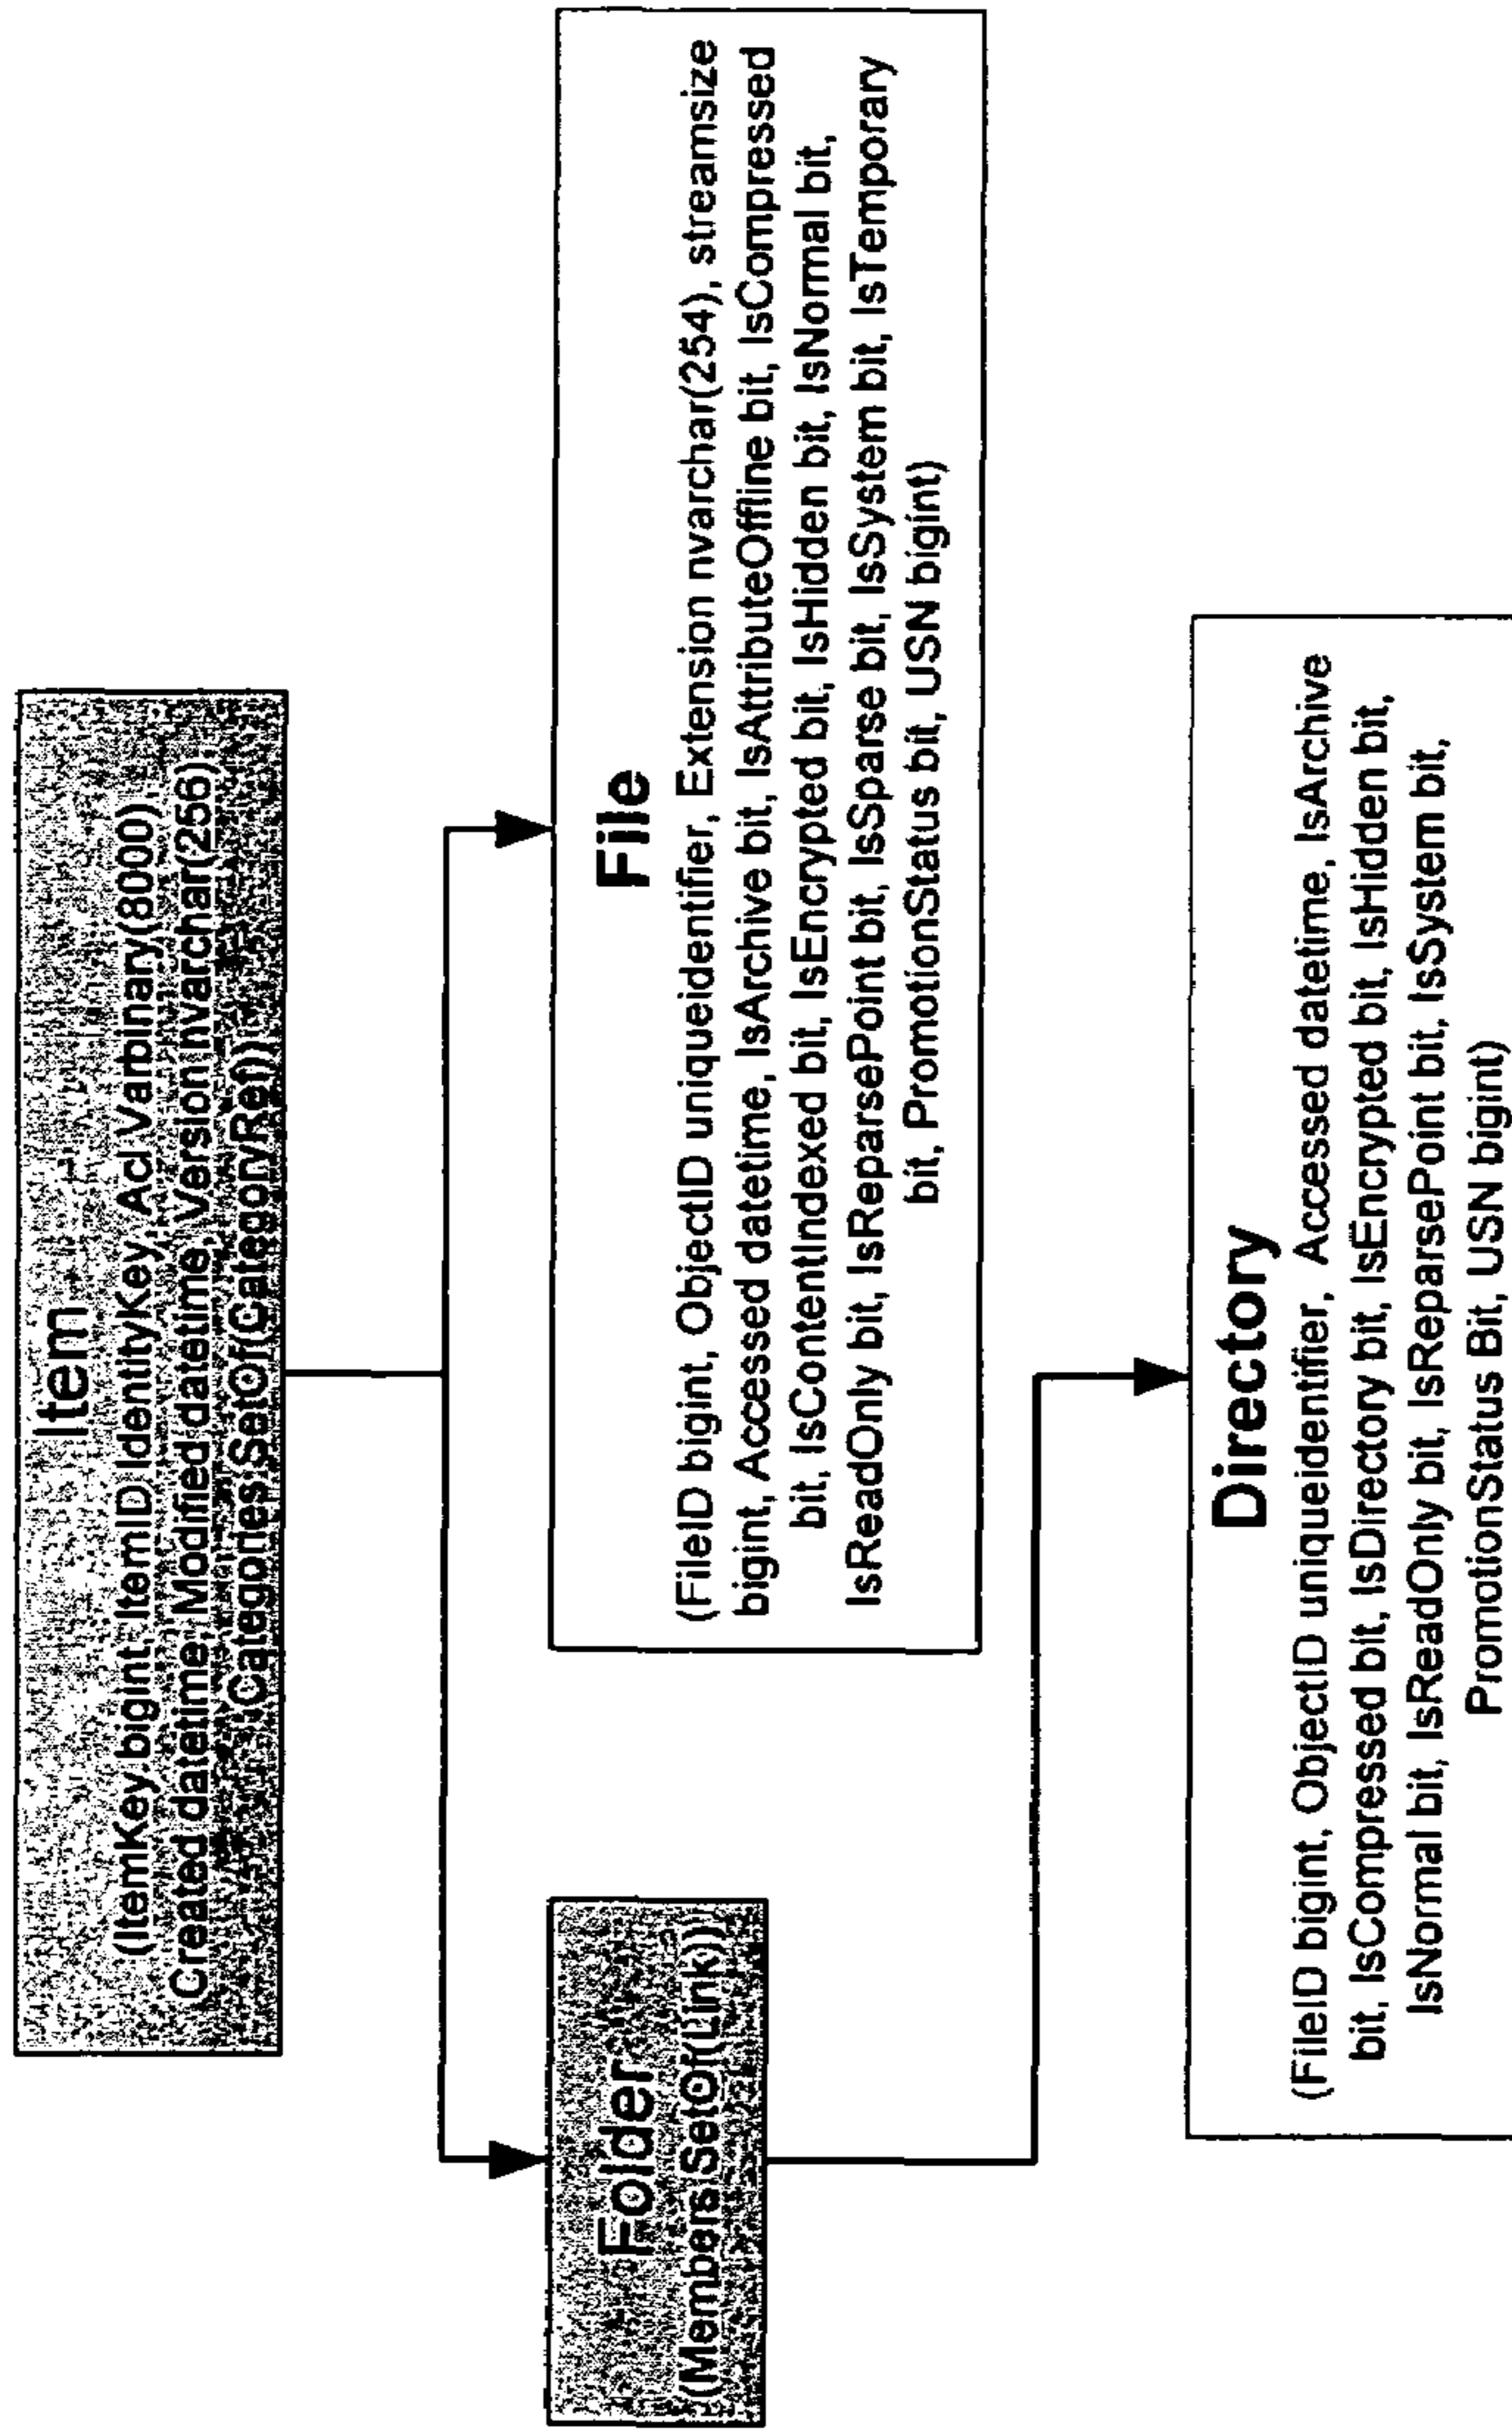 Item
(ItemKey bigint, ItemID IdentityKey, Acl Varbinary(8000),
Created datetime, Modified datetime, Version nvarchar(256),
Categories SetOf(CategoryRef))
Folder
(Members SetOf(Link))
File
(FileID bigint, ObjectID uniqueidentifier, Extension nvarchar(254), streamsize
bigint, Accessed datetime, IsArchive bit, IsAttributeOffline bit, IsCompressed
bit, IsContentIndexed bit, IsEncrypted bit, IsHidden bit, IsNormal bit,
IsReadOnly bit, IsReparsePoint bit, IsSparse bit, IsSystem bit, IsTemporary
bit, PromotionStatus bit, USN bigint)
Directory
(FileID bigint, ObjectID uniqueidentifier, Accessed datetime, IsArchive
bit, IsCompressed bit, IsDirectory bit, IsEncrypted bit, IsHidden bit,
IsNormal bit, IsReadOnly bit, IsReparsePoint bit, IsSystem bit,
PromotionStatus Bit, USN bigint)